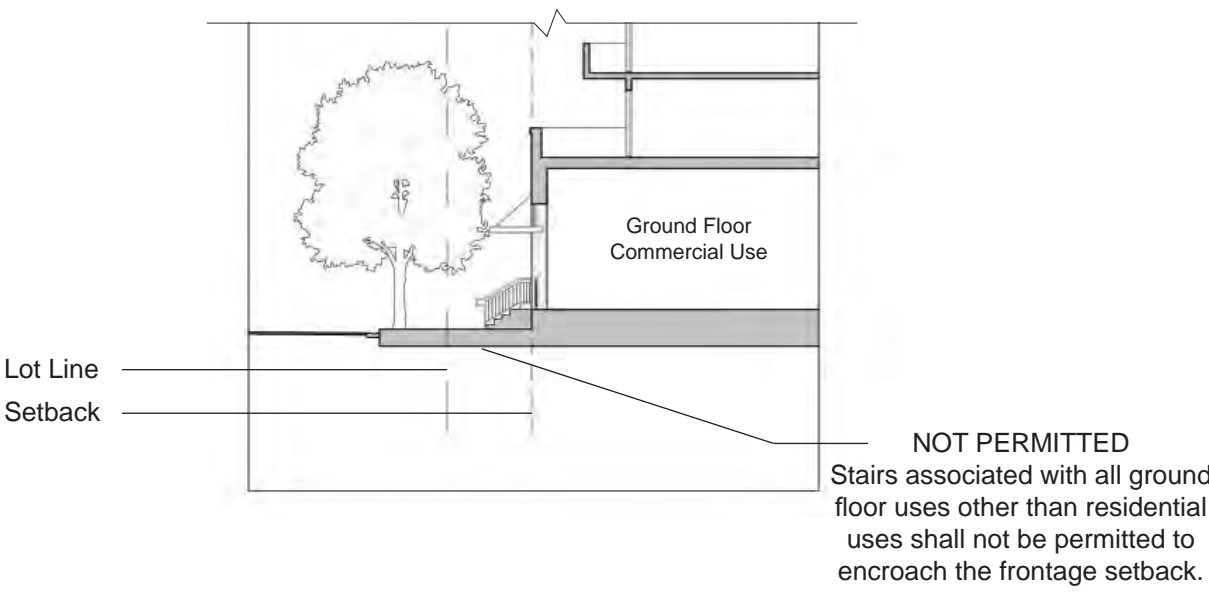 Ground Floor
Commercial Use
Lot Line
Setback
NOT PERMITTED
Stairs associated with all ground
floor uses other than residential
uses shall not be permitted to
encroach the frontage setback.